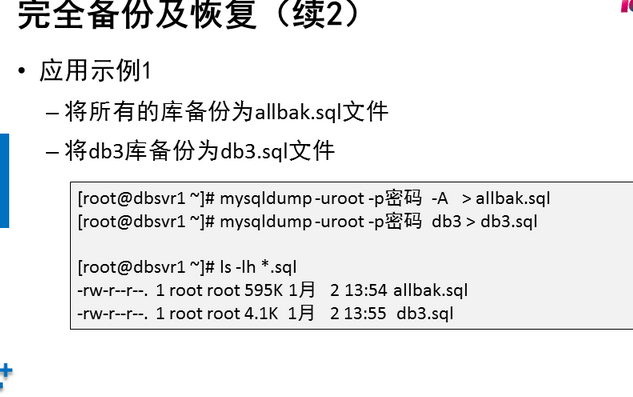 完全备份及恢复（续2）
• 应用示例1
– 将所有的库备份为allbak.sql文件
– 将db3库备份为db3.sql文件
[root@dbsvr1 ~]# mysqldump -uroot -p密码 -A > allbak.sql
[root@dbsvr1 ~]# mysqldump -uroot -p密码 db3 > db3.sql
[root@dbsvr1 ~]# ls -lh *.sql
-rw-r--r--. 1 root root 595K 1月 2 13:54 allbak.sql
-rw-r--r--. 1 root root 4.1K 1月 2 13:55 db3.sql